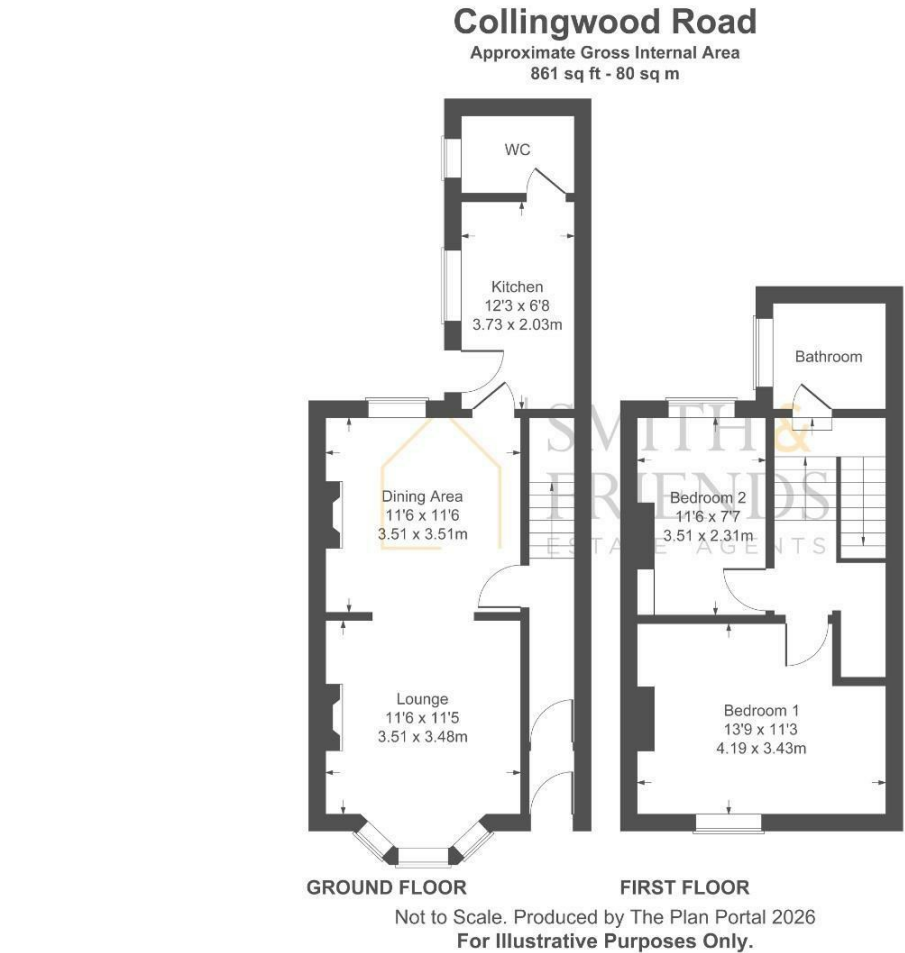 Collingwood Road
Approximate Gross Internal Area
861 sq ft - 80 sq m
WC
Kitchen
12'3 x 6'8
3.73 x 2.03m
Bathroom
SMITH &
FRIENDS
ESTATE AGENTS
Dining Area
11'6 x 11'6
3.51 x 3.51m
Bedroom 2
11'6 x 7'7
3.51 x 2.31m
Lounge
11'6 x 11'5
3.51 x 3.48m
Bedroom 1
13'9 x 11'3
4.19 x 3.43m
GROUND FLOOR
FIRST FLOOR
Not to Scale. Produced by The Plan Portal 2026
For Illustrative Purposes Only.